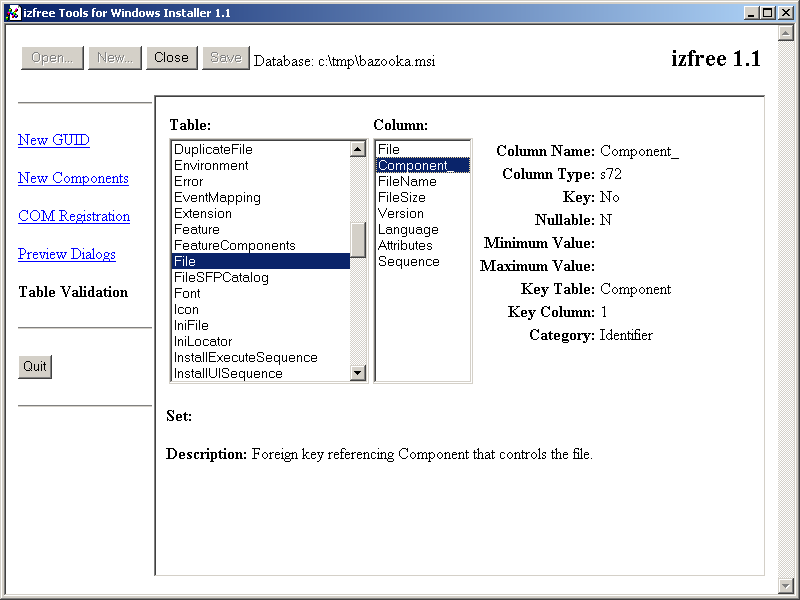 izfree Tools for Windows Installer 1.1
Open... New... Close Save Database: c:\tmp\bazooka.msi izfree 1.1
New GUID
New Components
COM Registration
Preview Dialogs
Table Validation
Quit
Table:
DuplicateFile
Environment
Error
EventMapping
Extension
Feature
FeatureComponents
File
FileSFPCatalog
Font
Icon
IniFile
IniLocator
InstallExecuteSequence
InstallUISequence
Column:
File
Component_
FileName
FileSize
Version
Language
Attributes
Sequence
Column Name: Component_
Column Type: s72
Key: No
Nullable: N
Minimum Value:
Maximum Value:
Key Table: Component
Key Column: 1
Category: Identifier
Set:
Description: Foreign key referencing Component that controls the file.